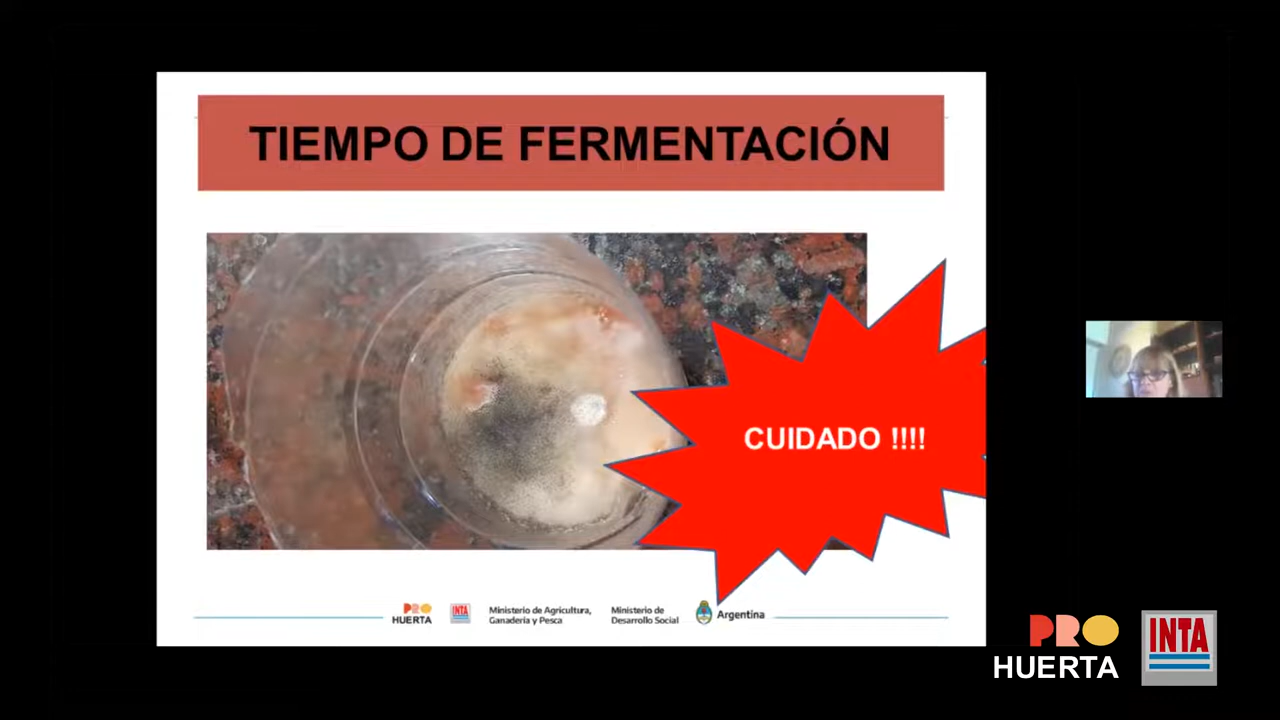 TIEMPO DE FERMENTACIÓN
CUIDADO !!!!
PRO
HUERTA
INTA
Ministerio de Agricultura,
Ganadería y Pesca
Ministerio de
Desarrollo Social
Argentina
PRO
HUERTA
INTA